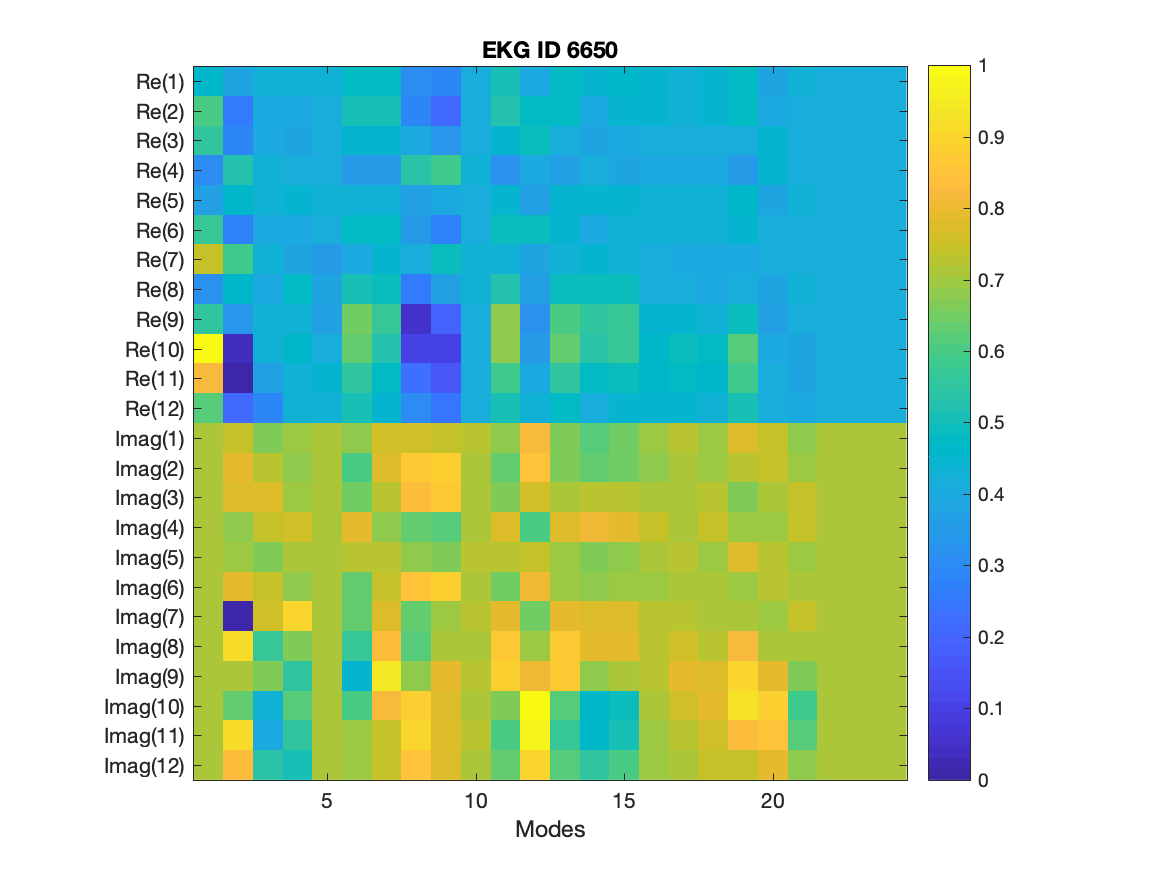 EKG ID 6650
Re(1)
Re(2)
Re(3)
Re(4)
Re(5)
Re(6)
Re(7)
Re(8)
Re(9)
Re(10)
Re(11)
Re(12)
Imag(1)
Imag(2)
Imag(3)
Imag(4)
Imag(5)
Imag(6)
Imag(7)
Imag(8)
Imag(9)
Imag(10)
Imag(11)
Imag(12)
5 10 15 20
Modes
1
0.9
0.8
0.7
0.6
0.5
0.4
0.3
0.2
0.1
0